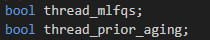 bool thread_mlfqs;
bool thread_prior_aging;